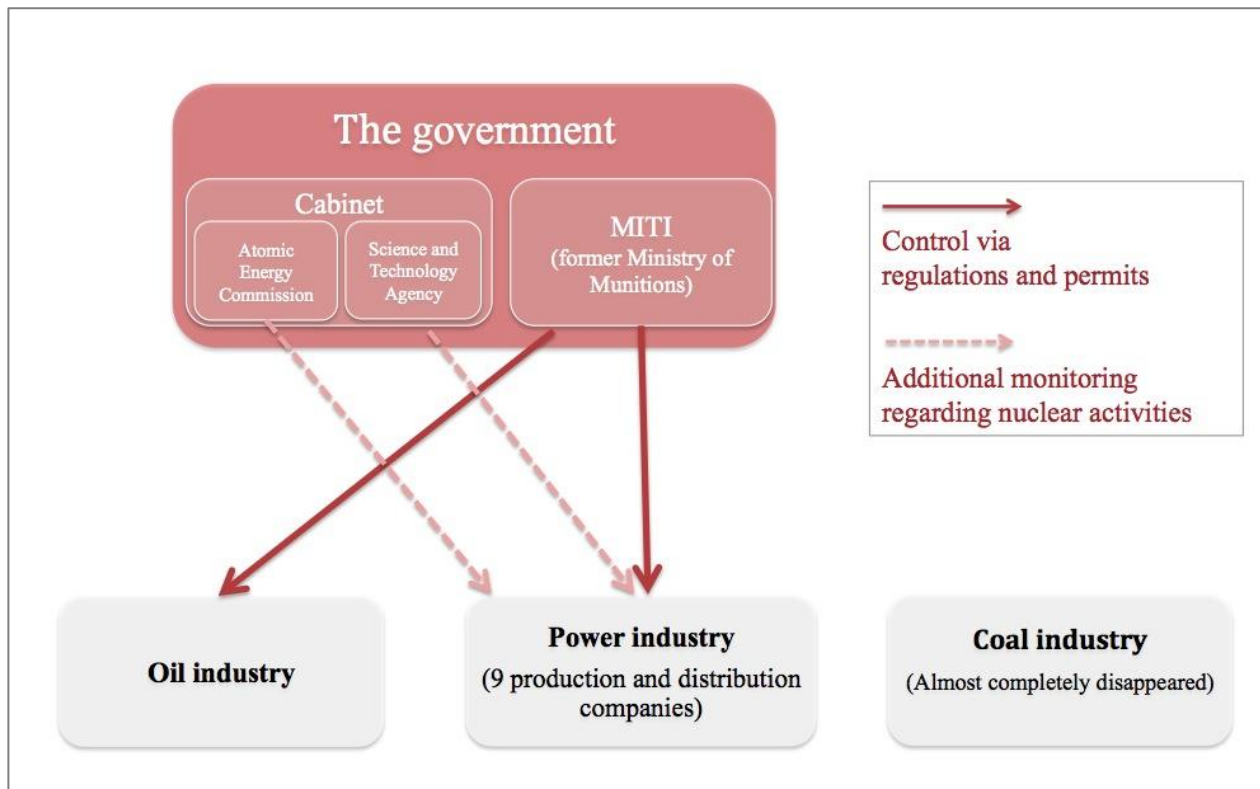 The government
Cabinet
Atomic
Energy
Commission
Science and
Technology
Agency
MITI
(former Ministry of
Munitions)
Control via
regulations and permits
Additional monitoring
regarding nuclear activities
Oil industry
Power industry
(9 production and distribution
companies)
Coal industry
(Almost completely disappeared)